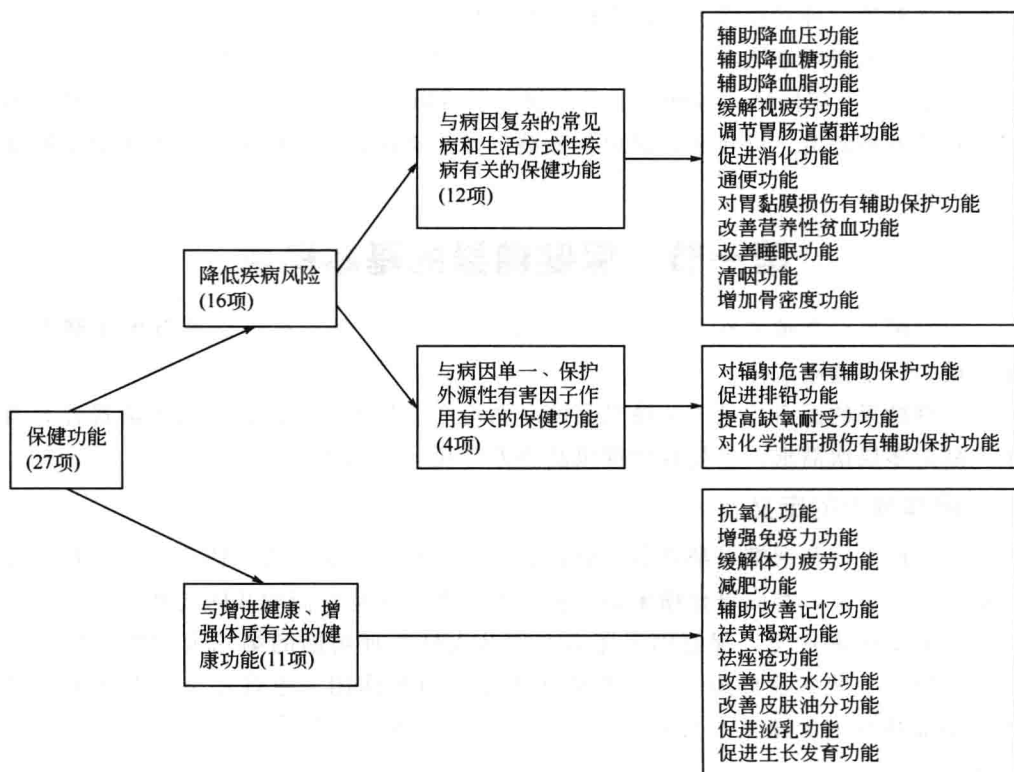 保健功能
(27项)
降低疾病风险
(16项)
与病因复杂的常见
病和生活方式性疾
病有关的保健功能
(12项)
辅助降血压功能
辅助降血糖功能
辅助降血脂功能
缓解视疲劳功能
调节胃肠道菌群功能
促进消化功能
通便功能
对胃黏膜损伤有辅助保护功能
改善营养性贫血功能
改善睡眠功能
清咽功能
增加骨密度功能
与病因单一、保护
外源性有害因子作
用有关的保健功能
(4项)
对辐射危害有辅助保护功能
促进排铅功能
提高缺氧耐受力功能
对化学性肝损伤有辅助保护功能
与增进健康、增
强体质有关的健
康功能(11项)
抗氧化功能
增强免疫力功能
缓解体力疲劳功能
减肥功能
辅助改善记忆功能
祛黄褐斑功能
祛痤疮功能
改善皮肤水分功能
改善皮肤油分功能
促进泌乳功能
促进生长发育功能